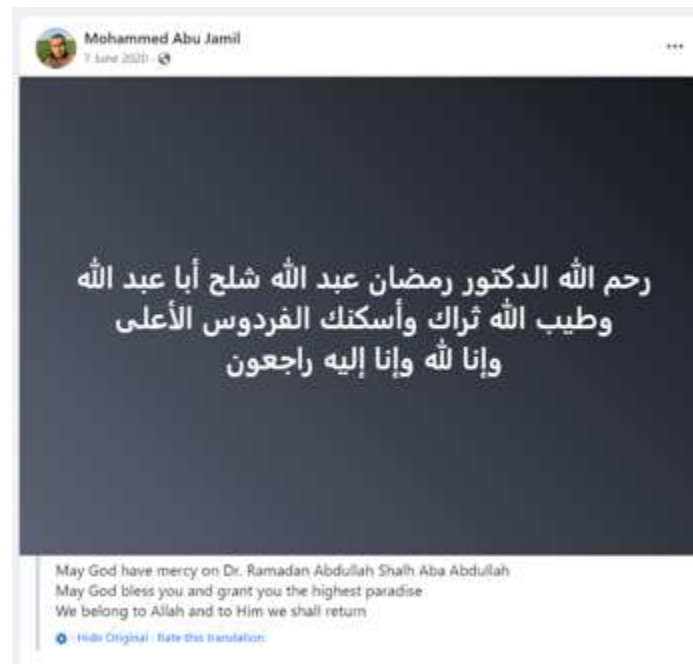 Mohammed Abu Jamil
7 June 2020 ·
...
رحم الله الدكتور رمضان عبد الله شلح أبا عبد الله
وطيب الله ثراك وأسكنك الفردوس الأعلى
وإنا لله وإنا إليه راجعون
May God have mercy on Dr. Ramadan Abdullah Shalh Aba Abdullah
May God bless you and grant you the highest paradise
We belong to Allah and to Him we shall return
· Hide Original · Rate this translation